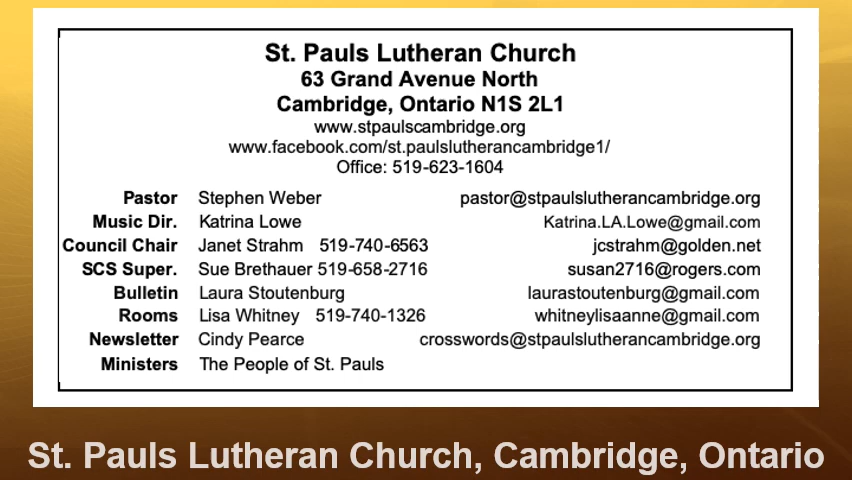 St. Pauls Lutheran Church
63 Grand Avenue North
Cambridge, Ontario N1S 2L1
www.stpaulscambridge.org
www.facebook.com/st.paulslutherancambridge1/
Office: 519-623-1604
Pastor Stephen Weber pastor@stpaulslutherancambridge.org
Music Dir. Katrina Lowe Katrina.LA.Lowe@gmail.com
Council Chair Janet Strahm 519-740-6563 jcstrahm@golden.net
SCS Super. Sue Brethauer 519-658-2716 susan2716@rogers.com
Bulletin Laura Stoutenburg laurastoutenburg@gmail.com
Rooms Lisa Whitney 519-740-1326 whitneylisaanne@gmail.com
Newsletter Cindy Pearce crosswords@stpaulslutherancambridge.org
Ministers The People of St. Pauls
St. Pauls Lutheran Church, Cambridge, Ontario